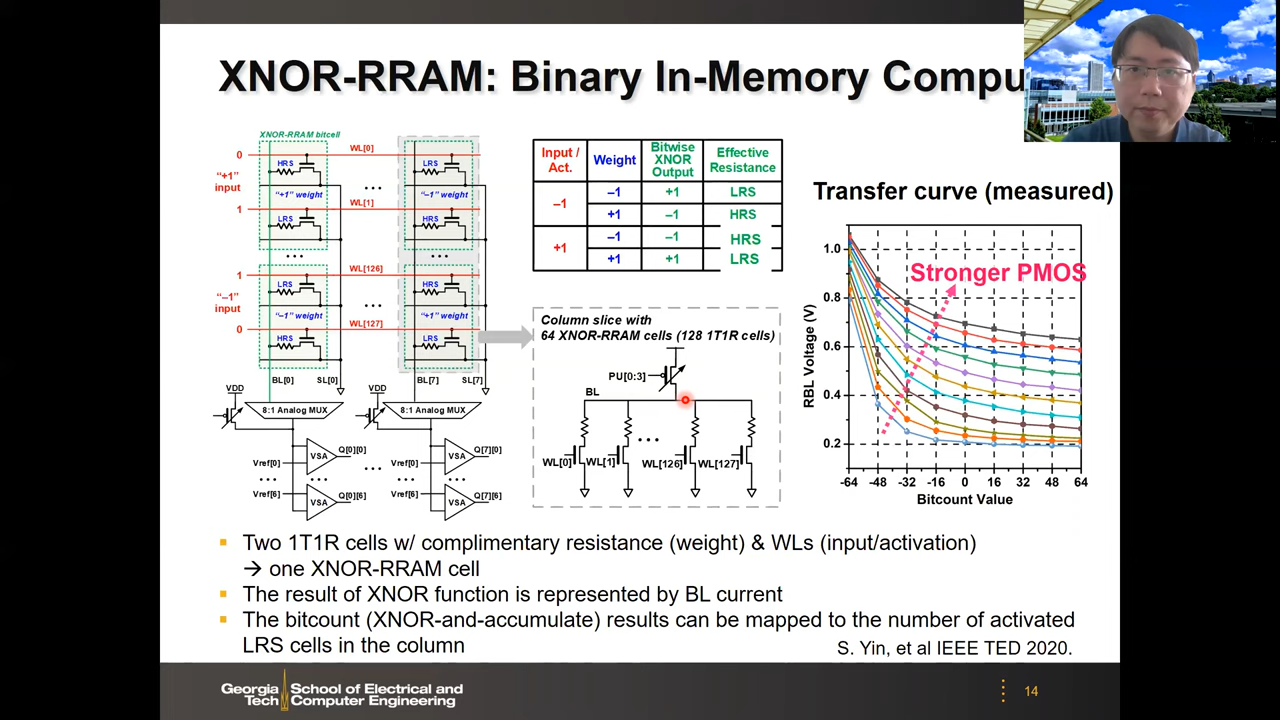 XNOR-RRAM: Binary In-Memory Compu
XNOR-RRAM bitcell
0
WL[0]
HRS
LRS
“+1”
input
“+1” weight
• • •
“–1” weight
1
WL[1]
LRS
HRS
• • •
• • •
1
WL[126]
LRS
HRS
“–1”
input
“–1” weight
• • •
“+1” weight
0
WL[127]
HRS
LRS
BL[0]
SL[0]
BL[7]
SL[7]
VDD
VDD
8:1 Analog MUX
8:1 Analog MUX
VSA
Q[0][0]
VSA
Q[7][0]
Vref[0]
Vref[0]
• • •
• • •
• • •
• • •
• • •
Vref[6]
VSA
Q[0][6]
Vref[6]
VSA
Q[7][6]
Input /
Act.
Weight
Bitwise
XNOR
Output
Effective
Resistance
–1
–1
+1
LRS
+1
–1
HRS
+1
–1
–1
HRS
+1
+1
LRS
Column slice with
64 XNOR-RRAM cells (128 1T1R cells)
PU[0:3]
BL
• • •
WL[0]
WL[1]
WL[126]
WL[127]
Transfer curve (measured)
Stronger PMOS
RBL Voltage (V)
1.0
0.8
0.6
0.4
0.2
-64 -48 -32 -16 0 16 32 48 64
Bitcount Value
▪ Two 1T1R cells w/ complimentary resistance (weight) & WLs (input/activation)
→ one XNOR-RRAM cell
▪ The result of XNOR function is represented by BL current
▪ The bitcount (XNOR-and-accumulate) results can be mapped to the number of activated
LRS cells in the column
S. Yin, et al IEEE TED 2020.
Georgia School of Electrical and
Tech Computer Engineering
14